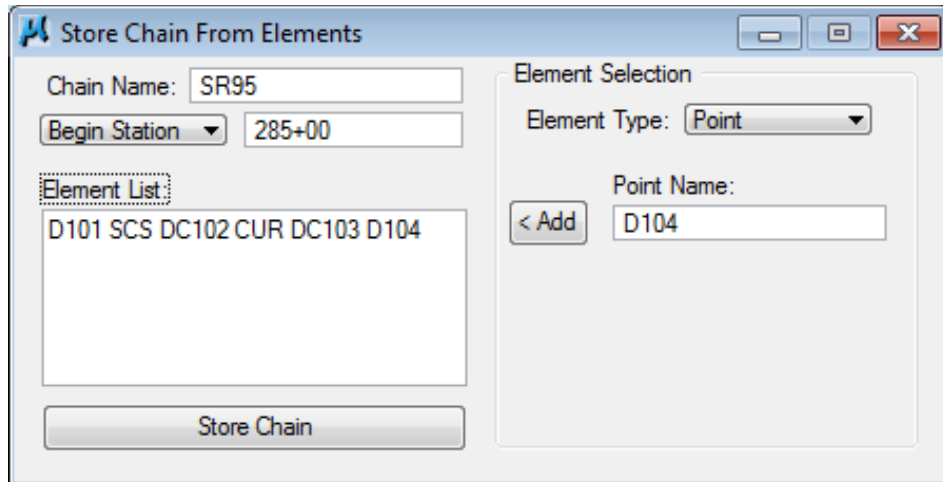 Store Chain From Elements
Chain Name: SR95
Begin Station 285+00
Element List:
D101 SCS DC102 CUR DC103 D104
Store Chain
Element Selection
Element Type: Point
Point Name:
< Add D104